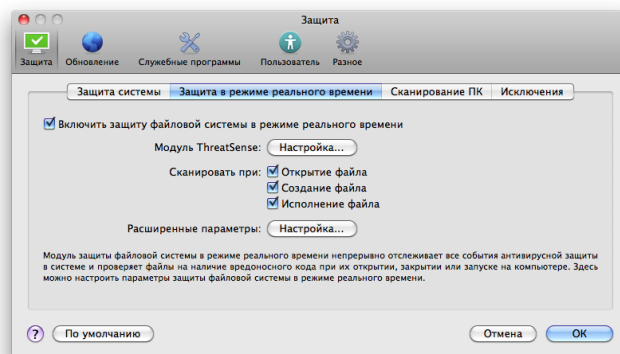 Защита
Защита Обновление Служебные программы Пользователь Разное
Защита системы Защита в режиме реального времени Сканирование ПК Исключения
Включить защиту файловой системы в режиме реального времени
Модуль ThreatSense: Настройка...
Сканировать при: Открытие файла
Создание файла
Исполнение файла
Расширенные параметры: Настройка...
Модуль защиты файловой системы в режиме реального времени непрерывно отслеживает все события антивирусной защиты
в системе и проверяет файлы на наличие вредоносного кода при их открытии, закрытии или запуске на компьютере. Здесь
можно настроить параметры защиты файловой системы в режиме реального времени.
? По умолчанию Отмена ОК